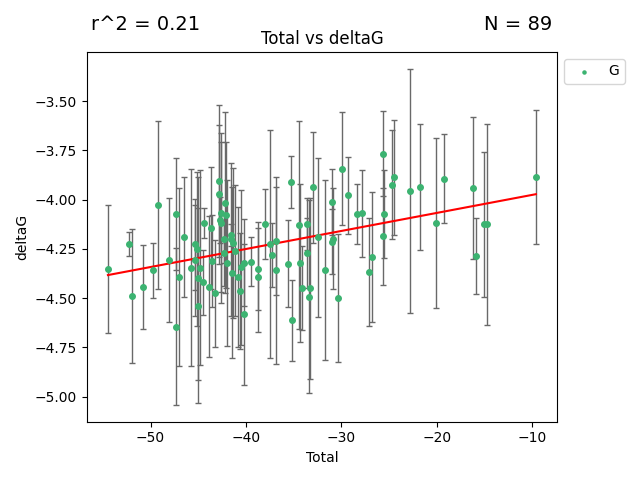 r^2 = 0.21
N = 89
Total vs deltaG
G
deltaG
−3.50
−3.75
−4.00
−4.25
−4.50
−4.75
−5.00
−50
−40
−30
−20
−10
Total